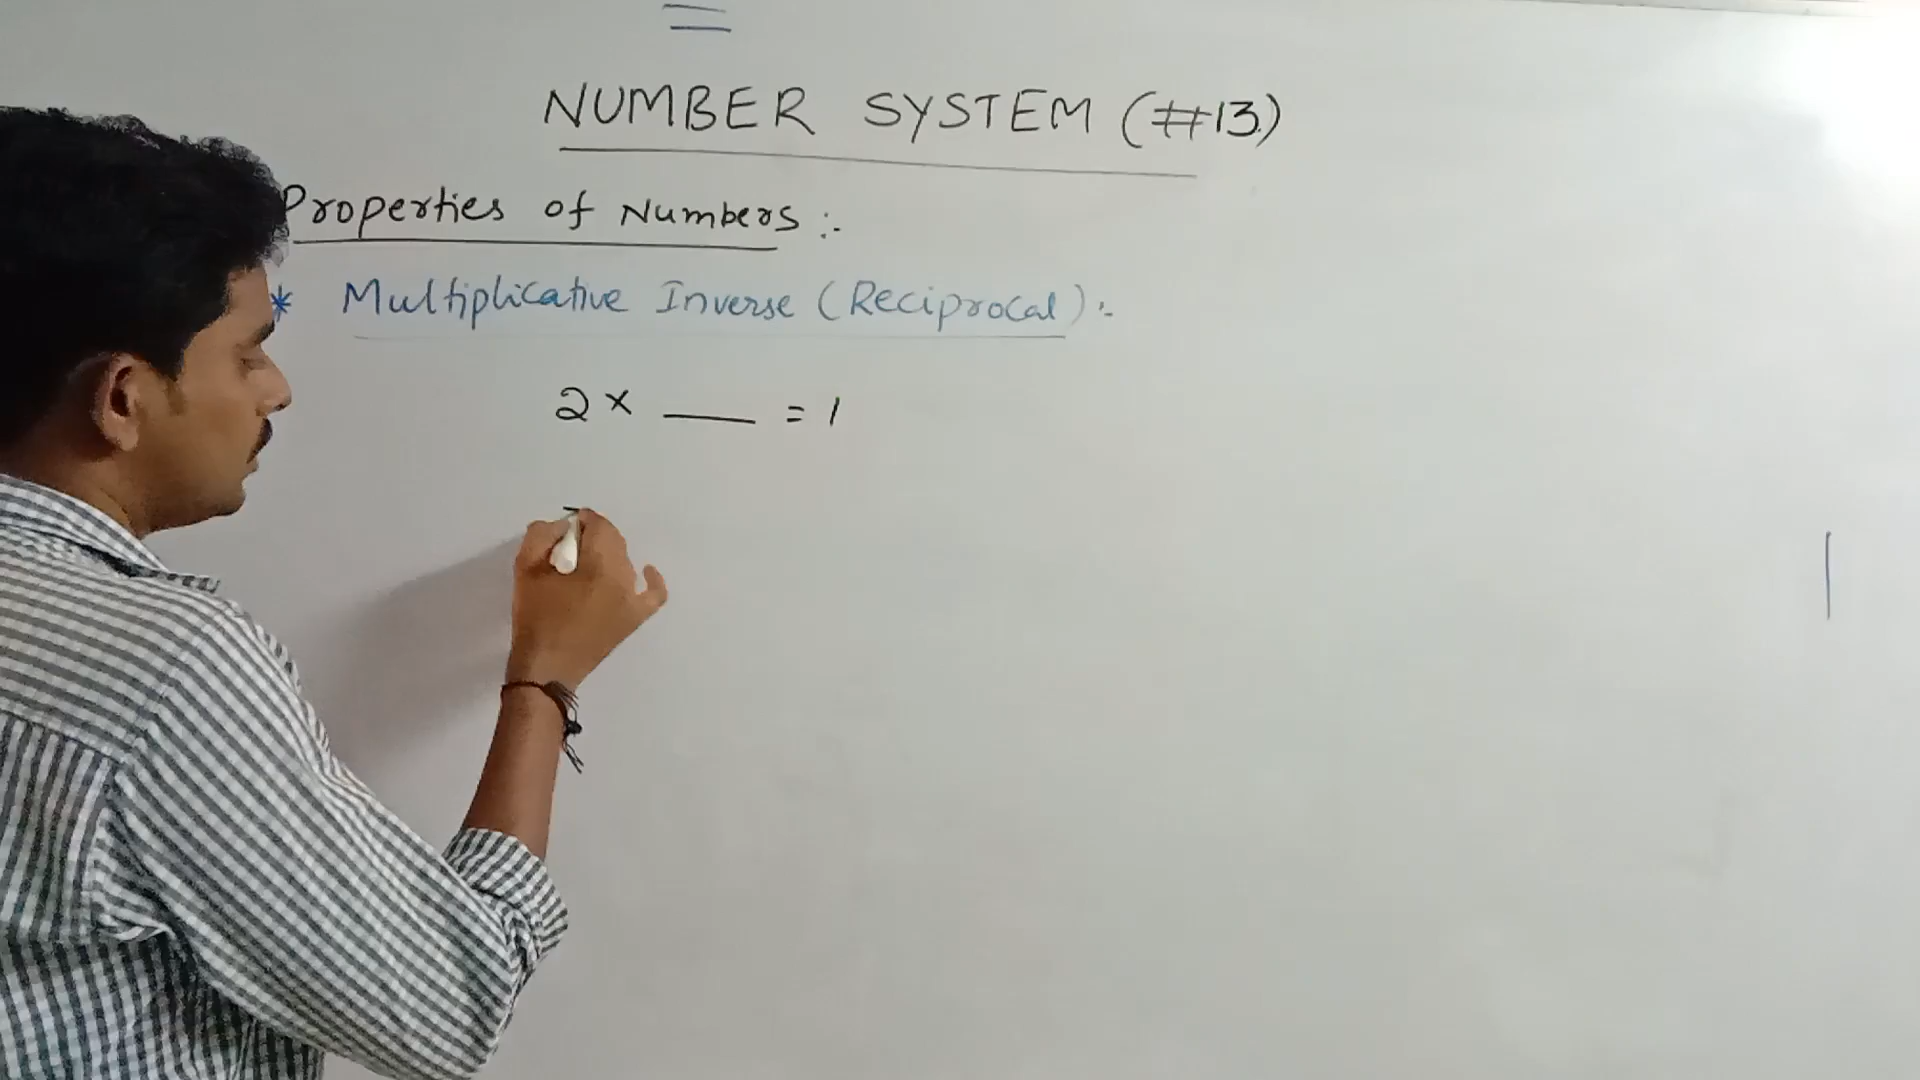 NUMBER SYSTEM (#13)
Properties of Numbers :-
* Multiplicative Inverse (Reciprocal) :-
2 × ___ = 1